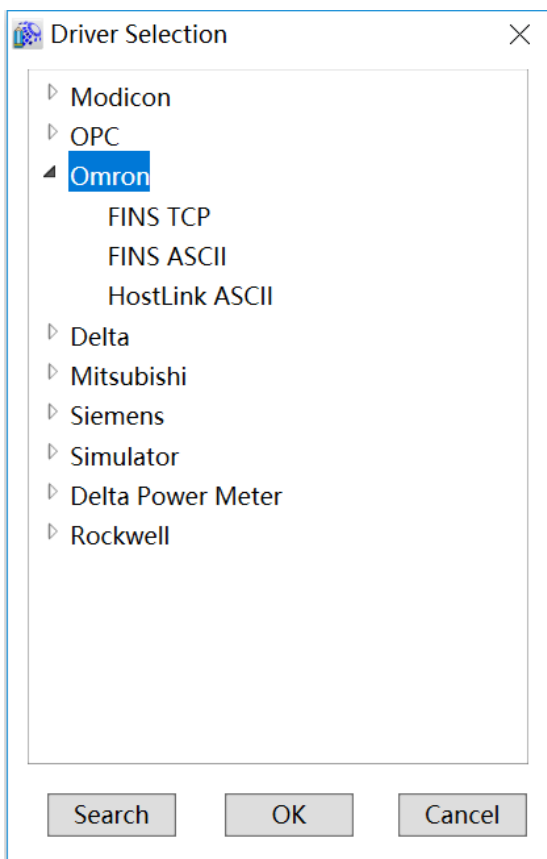 Driver Selection
Modicon
OPC
Omron
FINS TCP
FINS ASCII
HostLink ASCII
Delta
Mitsubishi
Siemens
Simulator
Delta Power Meter
Rockwell
Search OK Cancel